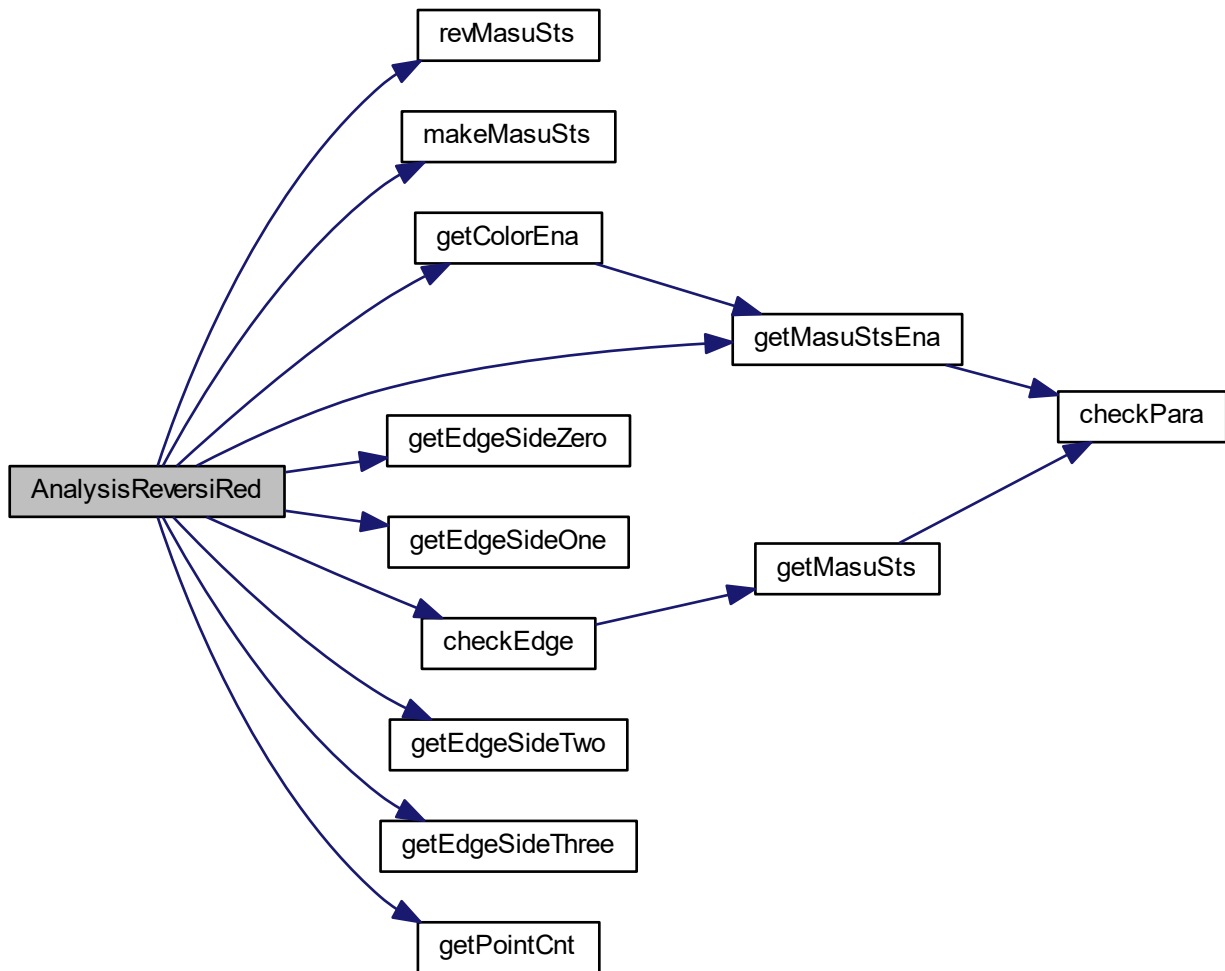 revMasuSts
makeMasuSts
getColorEna
getMasuStsEna
checkPara
getEdgeSideZero
AnalysisReversiRed
getEdgeSideOne
getMasuSts
checkEdge
getEdgeSideTwo
getEdgeSideThree
getPointCnt